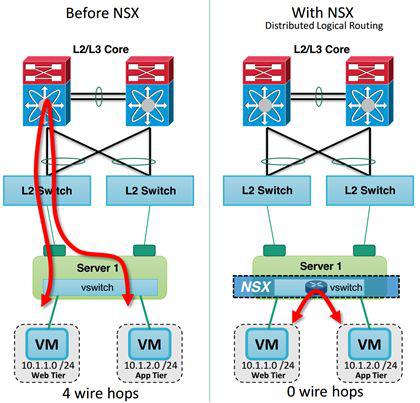 Before NSX
With NSX
Distributed Logical Routing
L2/L3 Core
L2/L3 Core
L2 Switch
L2 Switch
L2 Switch
L2 Switch
Server 1
vswitch
Server 1
NSX
vswitch
VM
VM
VM
VM
10.1.1.0 /24
Web Tier
10.1.2.0 /24
App Tier
10.1.1.0 /24
Web Tier
10.1.2.0 /24
App Tier
4 wire hops
0 wire hops